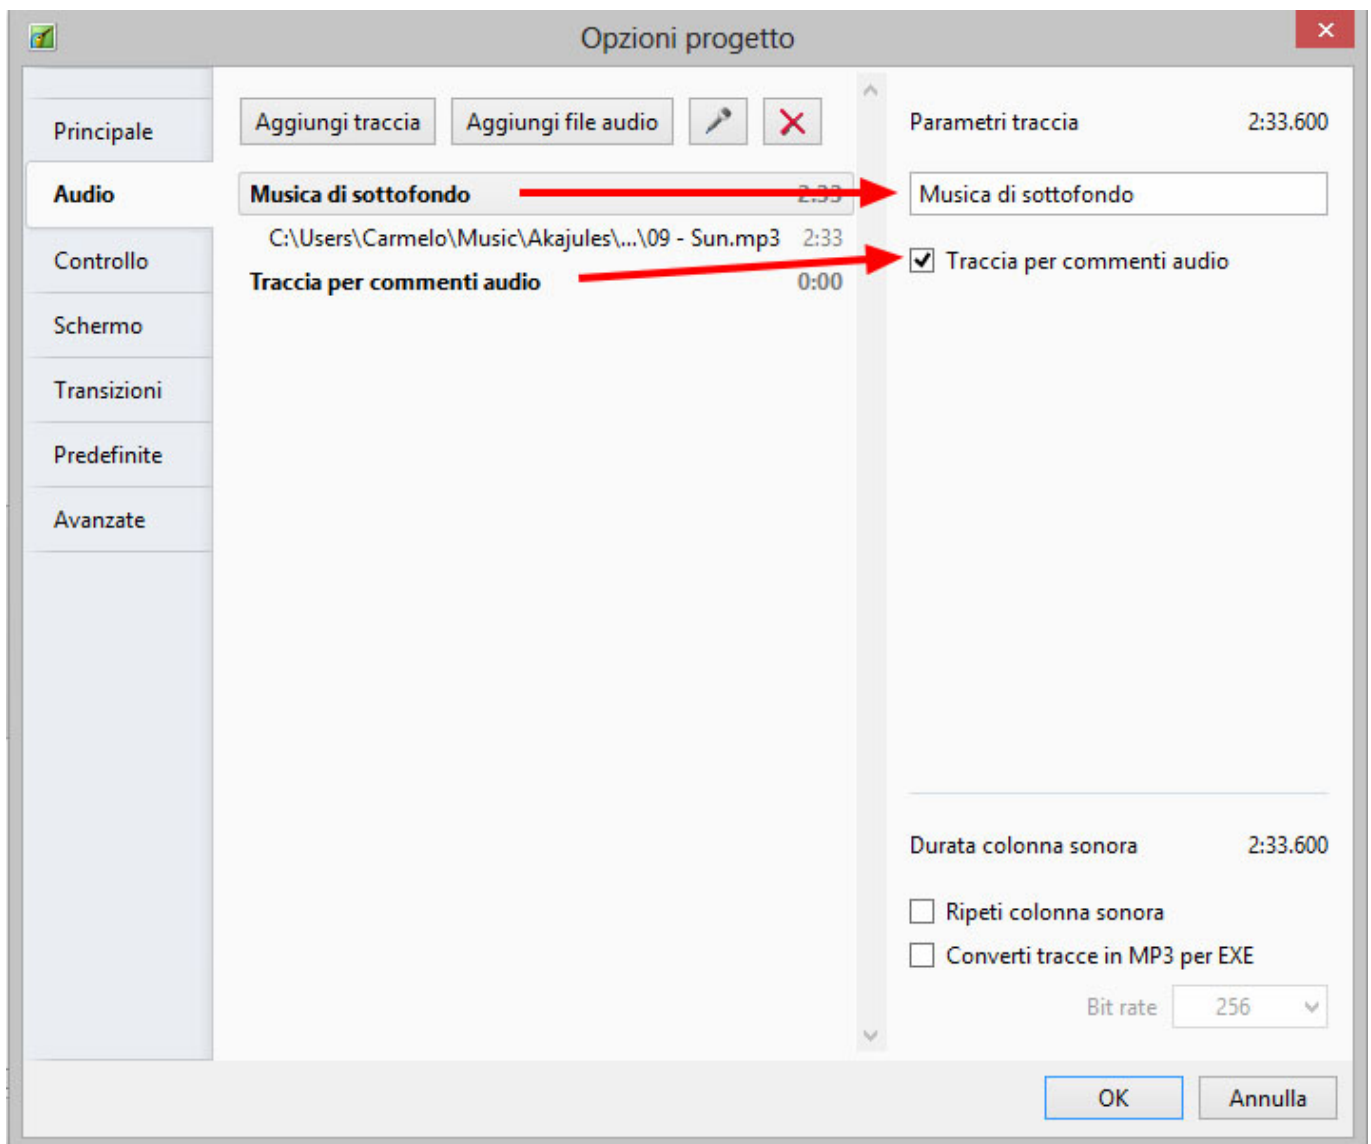 Opzioni progetto
Principale
Audio
Controllo
Schermo
Transizioni
Predefinite
Avanzate
Aggiungi traccia Aggiungi file audio
Musica di sottofondo 2:33
C:\Users\Carmelo\Music\Akajules\...\09 - Sun.mp3 2:33
Traccia per commenti audio 0:00
Parametri traccia 2:33.600
Musica di sottofondo
Traccia per commenti audio
Durata colonna sonora 2:33.600
Ripeti colonna sonora
Converti tracce in MP3 per EXE
Bit rate 256
OK Annulla